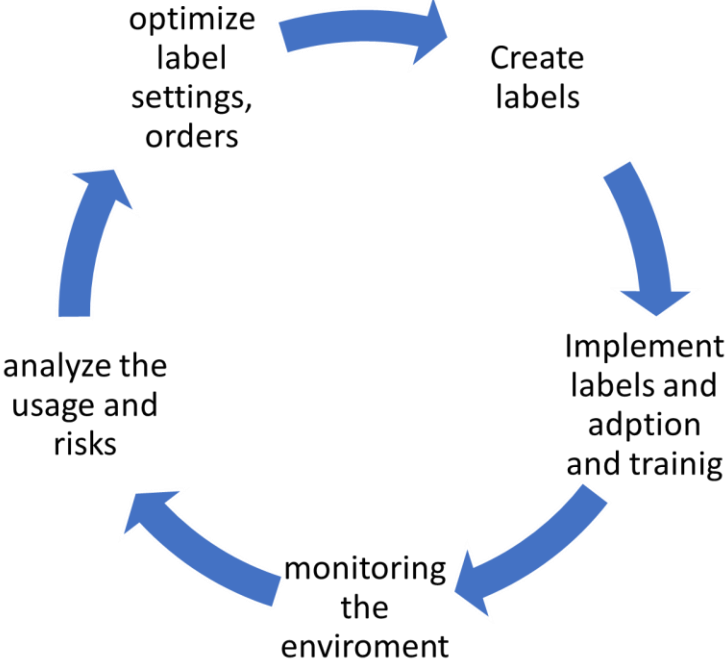 optimize
label
settings,
orders
Create
labels
Implement
labels and
adption
and trainig
monitoring
the
enviroment
analyze the
usage and
risks